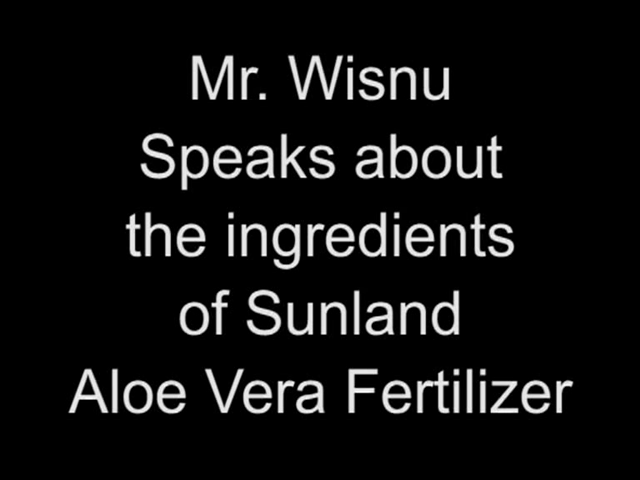 Mr. Wisnu
Speaks about
the ingredients
of Sunland
Aloe Vera Fertilizer